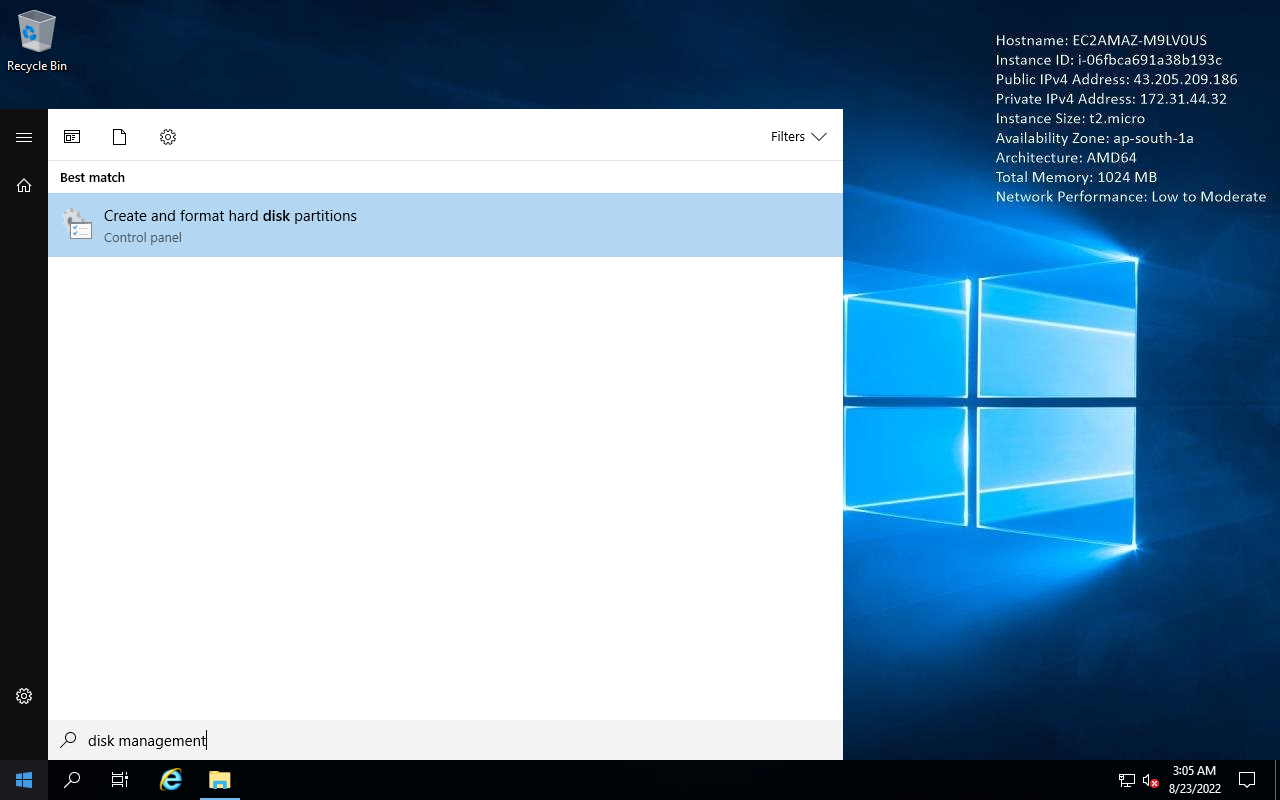 Recycle Bin
Hostname: EC2AMAZ-M9LV0US
Instance ID: i-06fbca691a38b193c
Public IPv4 Address: 43.205.209.186
Private IPv4 Address: 172.31.44.32
Instance Size: t2.micro
Availability Zone: ap-south-1a
Architecture: AMD64
Total Memory: 1024 MB
Network Performance: Low to Moderate
Filters
Best match
Create and format hard disk partitions
Control panel
disk management
3:05 AM
8/23/2022